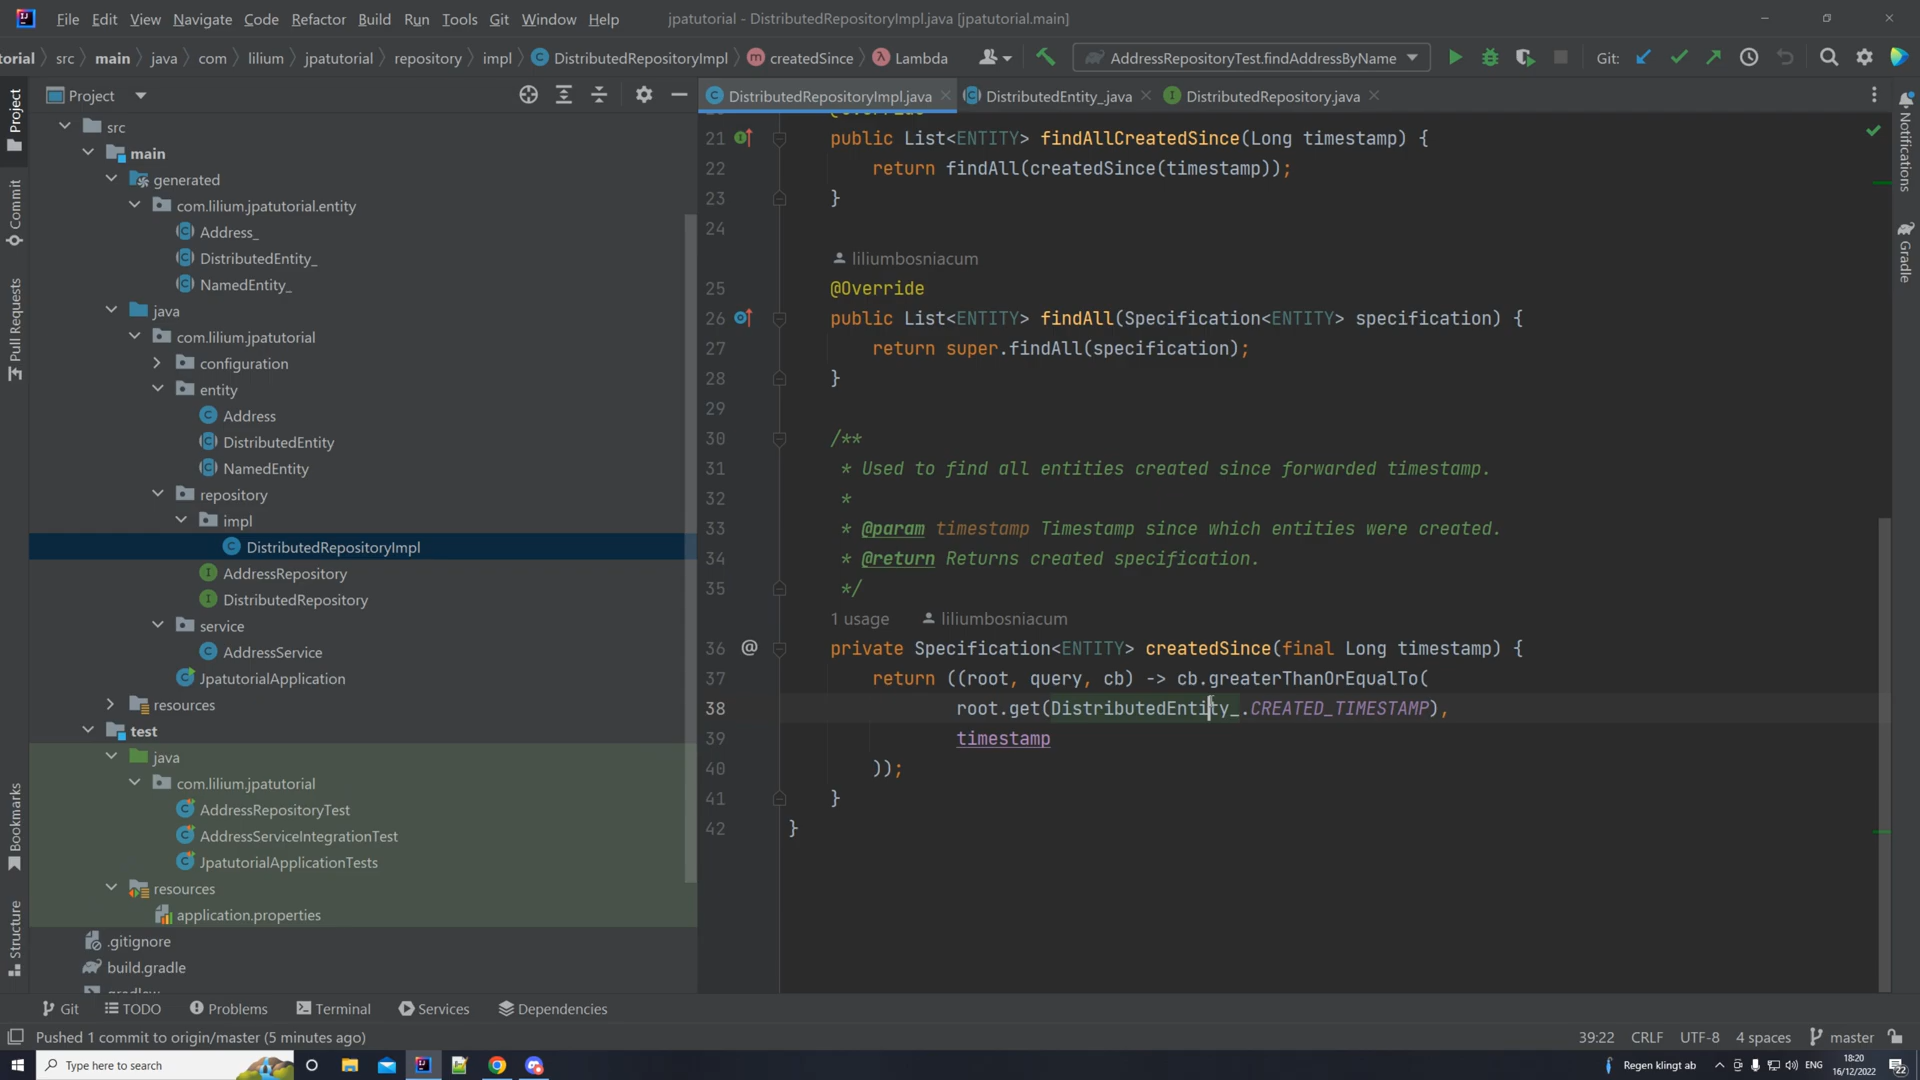 File Edit View Navigate Code Refactor Build Run Tools Git Window Help jpatutorial - DistributedRepositoryImpl.java [jpatutorial.main]
torial src main java com lilium jpatutorial repository impl DistributedRepositoryImpl createdSince Lambda AddressRepositoryTest.findAddressByName Git:
Project
DistributedRepositoryImpl.java DistributedEntity_.java DistributedRepository.java
Project
Commit
Pull Requests
Bookmarks
Structure
src
main
generated
com.lilium.jpatutorial.entity
Address_
DistributedEntity_
NamedEntity_
java
com.lilium.jpatutorial
configuration
entity
Address
DistributedEntity
NamedEntity
repository
impl
DistributedRepositoryImpl
AddressRepository
DistributedRepository
service
AddressService
JpatutorialApplication
resources
test
java
com.lilium.jpatutorial
AddressRepositoryTest
AddressServiceIntegrationTest
JpatutorialApplicationTests
resources
application.properties
.gitignore
build.gradle
@Override
21 public List<ENTITY> findAllCreatedSince(Long timestamp) {
22 return findAll(createdSince(timestamp));
23 }
24
liliumbosniacum
25 @Override
26 public List<ENTITY> findAll(Specification<ENTITY> specification) {
27 return super.findAll(specification);
28 }
29
30 /**
31 * Used to find all entities created since forwarded timestamp.
32 *
33 * @param timestamp Timestamp since which entities were created.
34 * @return Returns created specification.
35 */
1 usage liliumbosniacum
36 @ private Specification<ENTITY> createdSince(final Long timestamp) {
37 return ((root, query, cb) -> cb.greaterThanOrEqualTo(
38 root.get(DistributedEntity_.CREATED_TIMESTAMP),
39 timestamp
40 ));
41 }
42 }
Notifications
Gradle
Git TODO Problems Terminal Services Dependencies
Pushed 1 commit to origin/master (5 minutes ago) 39:22 CRLF UTF-8 4 spaces master
Type here to search Regen klingt ab ENG 18:20
16/12/2022 22